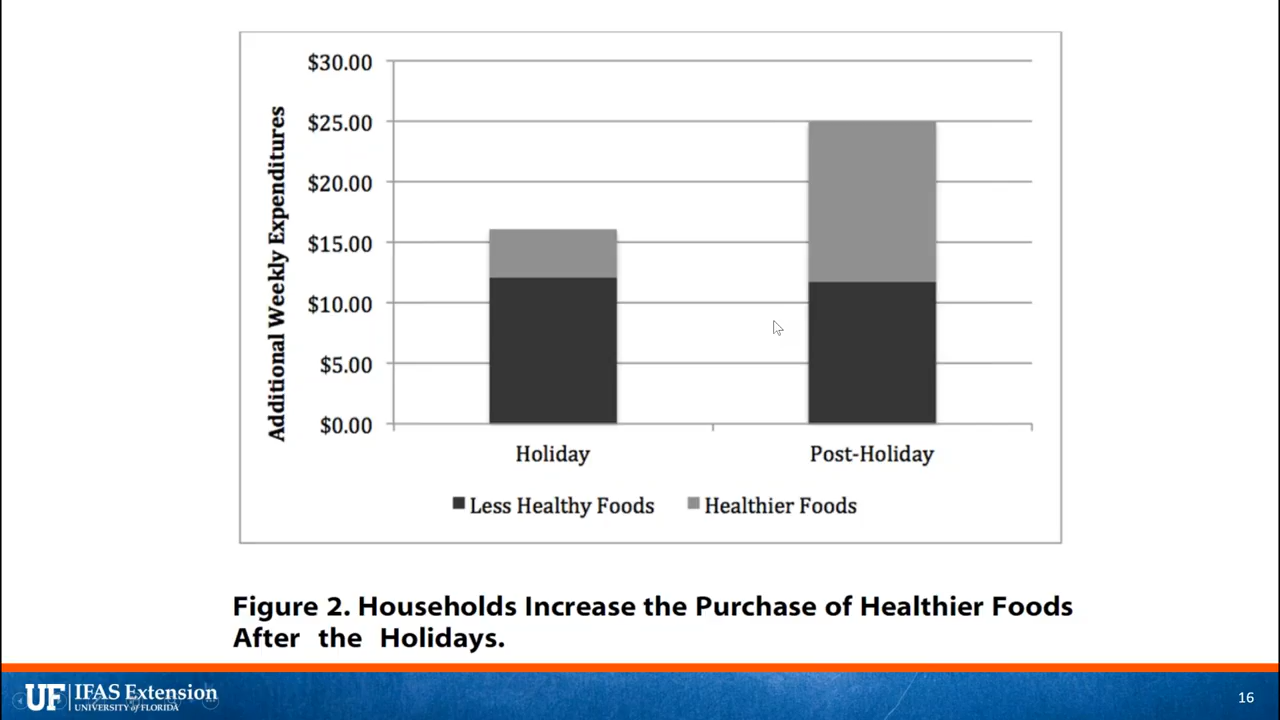 $30.00
$25.00
$20.00
$15.00
$10.00
$5.00
$0.00
Additional Weekly Expenditures
Holiday
Post-Holiday
Less Healthy Foods
Healthier Foods
Figure 2. Households Increase the Purchase of Healthier Foods
After the Holidays.
UF IFAS Extension
UNIVERSITY of FLORIDA
16